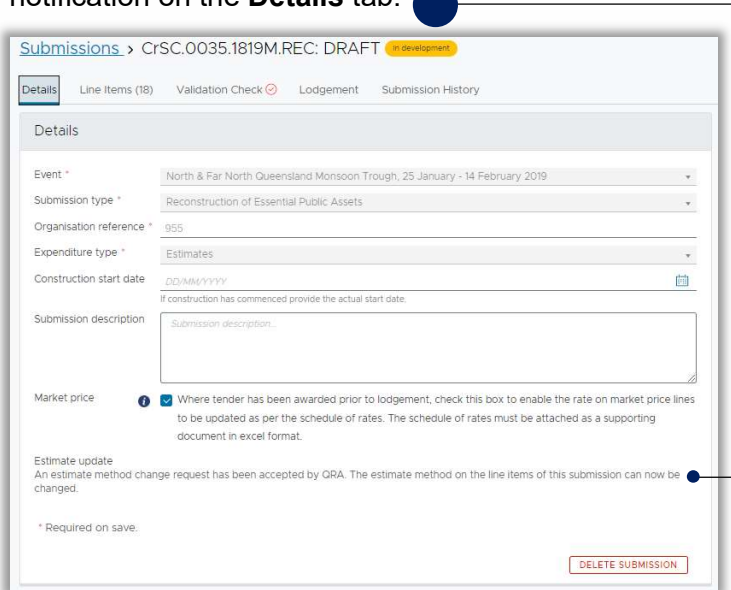 notification on the Details tab.
Submissions > CrSC.0035.1819M.REC: DRAFT In development
Details Line Items (18) Validation Check Lodgement Submission History
Details
Event * North & Far North Queensland Monsoon Trough, 25 January - 14 February 2019
Submission type * Reconstruction of Essential Public Assets
Organisation reference * 955
Expenditure type * Estimates
Construction start date DD/MM/YYYY
If construction has commenced provide the actual start date.
Submission description Submission description...
Market price i Where tender has been awarded prior to lodgement, check this box to enable the rate on market price lines
to be updated as per the schedule of rates. The schedule of rates must be attached as a supporting
document in excel format.
Estimate update
An estimate method change request has been accepted by QRA. The estimate method on the line items of this submission can now be
changed.
* Required on save.
DELETE SUBMISSION